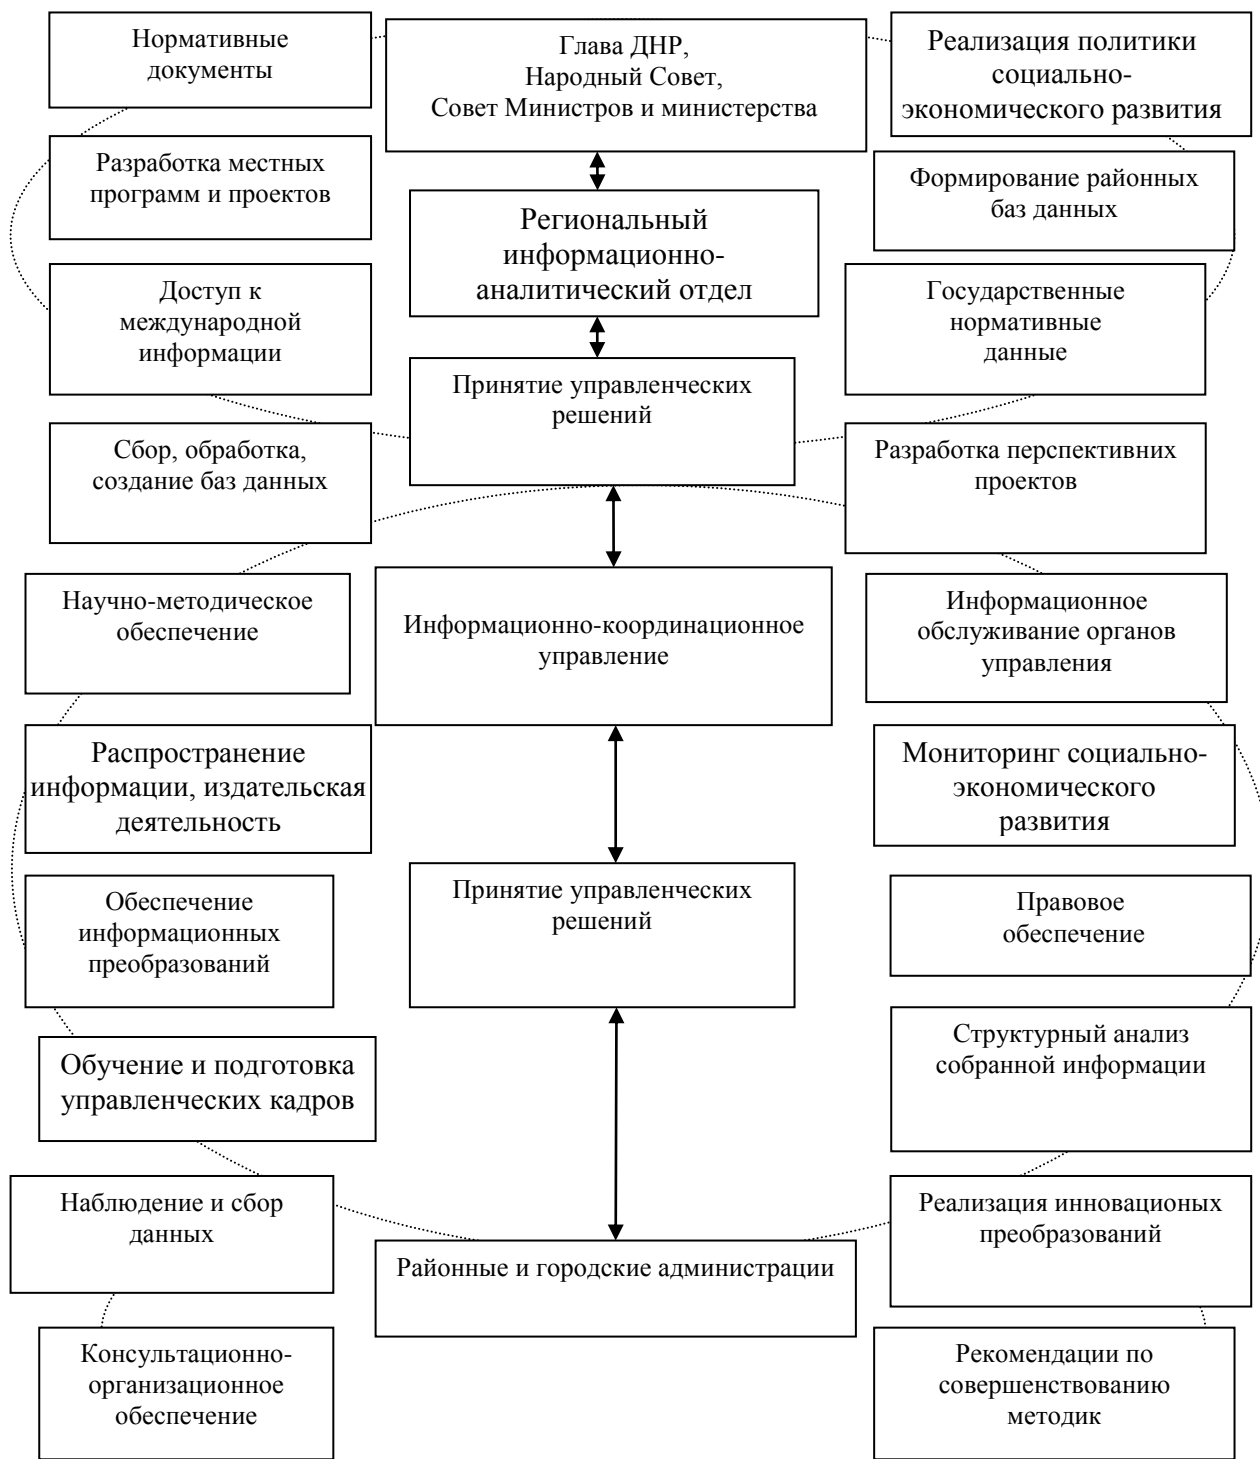 Нормативные
документы
Глава ДНР,
Народный Совет,
Совет Министров и министерства
Реализация политики
социально-
экономического развития
Разработка местных
программ и проектов
Региональный
информационно-
аналитический отдел
Формирование районных
баз данных
Доступ к
международной
информации
Государственные
нормативные
данные
Принятие управленческих
решений
Сбор, обработка,
создание баз данных
Разработка перспективних
проектов
Научно-методическое
обеспечение
Информационно-координационное
управление
Информационное
обслуживание органов
управления
Распространение
информации, издательская
деятельность
Мониторинг социально-
экономического
развития
Обеспечение
информационных
преобразований
Принятие управленческих
решений
Правовое
обеспечение
Обучение и подготовка
управленческих кадров
Структурный анализ
собранной информации
Наблюдение и сбор
данных
Районные и городские администрации
Реализация инновационых
преобразований
Консультационно-
организационное
обеспечение
Рекомендации по
совершенствованию
методик